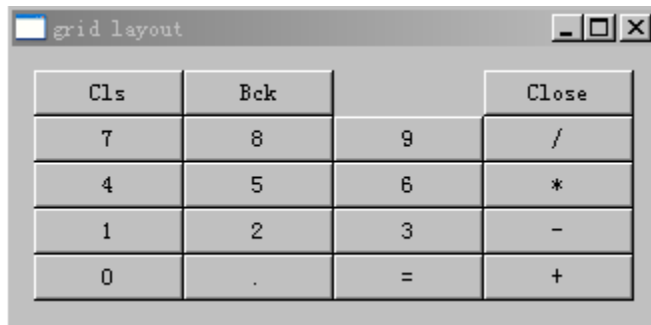 grid layout
Cls Bck Close
7 8 9 /
4 5 6 *
1 2 3 -
0 . = +